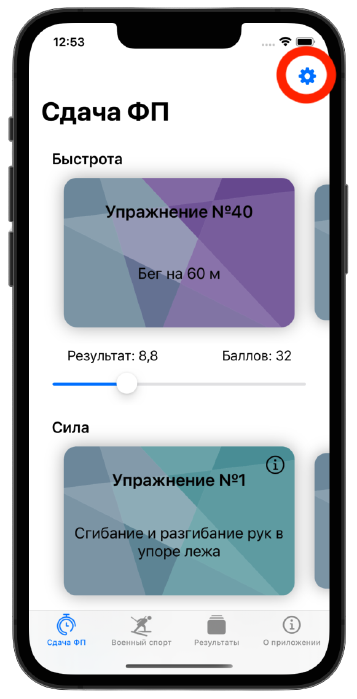 12:53
Сдача ФП
Быстрота
Упражнение №40
Бег на 60 м
Результат: 8,8 Баллов: 32
Сила
Упражнение №1
Сгибание и разгибание рук в
упоре лежа
Сдача ФП Военный спорт Результаты О приложении